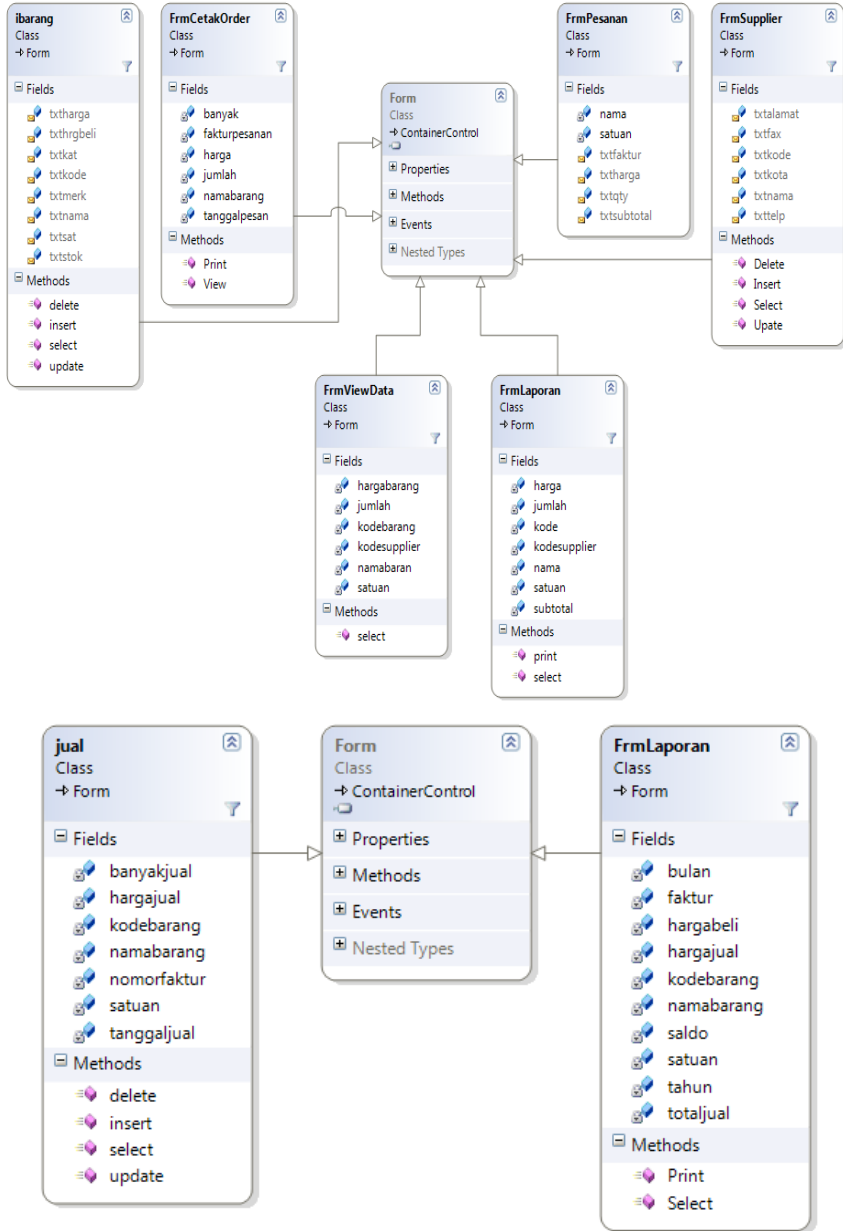 ibarang
Class
Form
Fields
txtharga
txthrgbeli
txtkat
txtkode
txtmerk
txtnama
txtsat
txtstok
Methods
delete
insert
select
update
FrmCetakOrder
Class
Form
Fields
banyak
fakturpesanan
harga
jumlah
namabarang
tanggalpesan
Methods
Print
View
Form
Class
ContainerControl
Properties
Methods
Events
Nested Types
FrmPesanan
Class
Form
Fields
nama
satuan
txtfaktur
txtharga
txtqty
txtsubtotal
FrmSupplier
Class
Form
Fields
txtalamat
txtfax
txtkode
txtkota
txtnama
txttelp
Methods
Delete
Insert
Select
Upate
FrmViewData
Class
Form
Fields
hargabarang
jumlah
kodebarang
kodesupplier
namabaran
satuan
Methods
select
FrmLaporan
Class
Form
Fields
harga
jumlah
kode
kodesupplier
nama
satuan
subtotal
Methods
print
select
jual
Class
Form
Fields
banyakjual
hargajual
kodebarang
namabarang
nomorfaktur
satuan
tanggaljual
Methods
delete
insert
select
update
Form
Class
ContainerControl
Properties
Methods
Events
Nested Types
FrmLaporan
Class
Form
Fields
bulan
faktur
hargabeli
hargajual
kodebarang
namabarang
saldo
satuan
tahun
totaljual
Methods
Print
Select